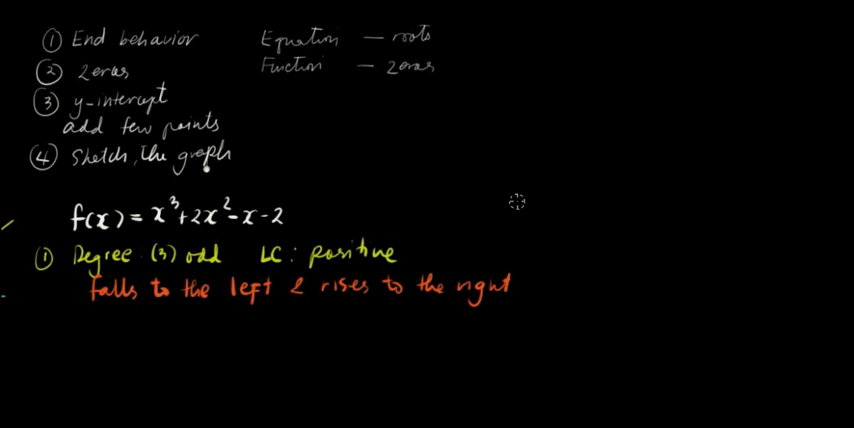 ① End behavior
Equation — roots
② Zeros
Function — Zeros
③ y-intercept
add few points
④ Sketch, the graph
f(x) = x³+2x²-x-2
① Degree (3) odd LC: positive
falls to the left & rises to the right